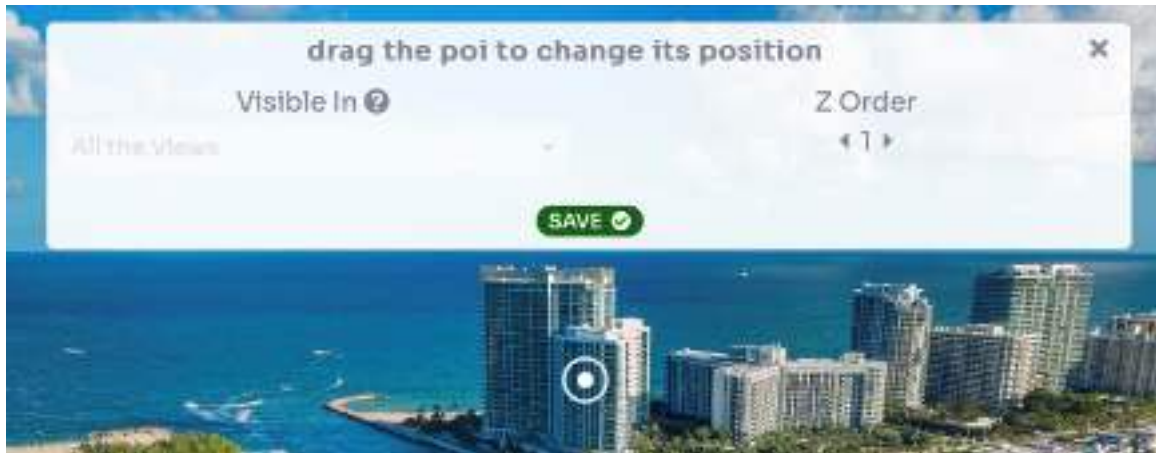 drag the poi to change its position
Visible In
Z Order
All the Views
1
SAVE